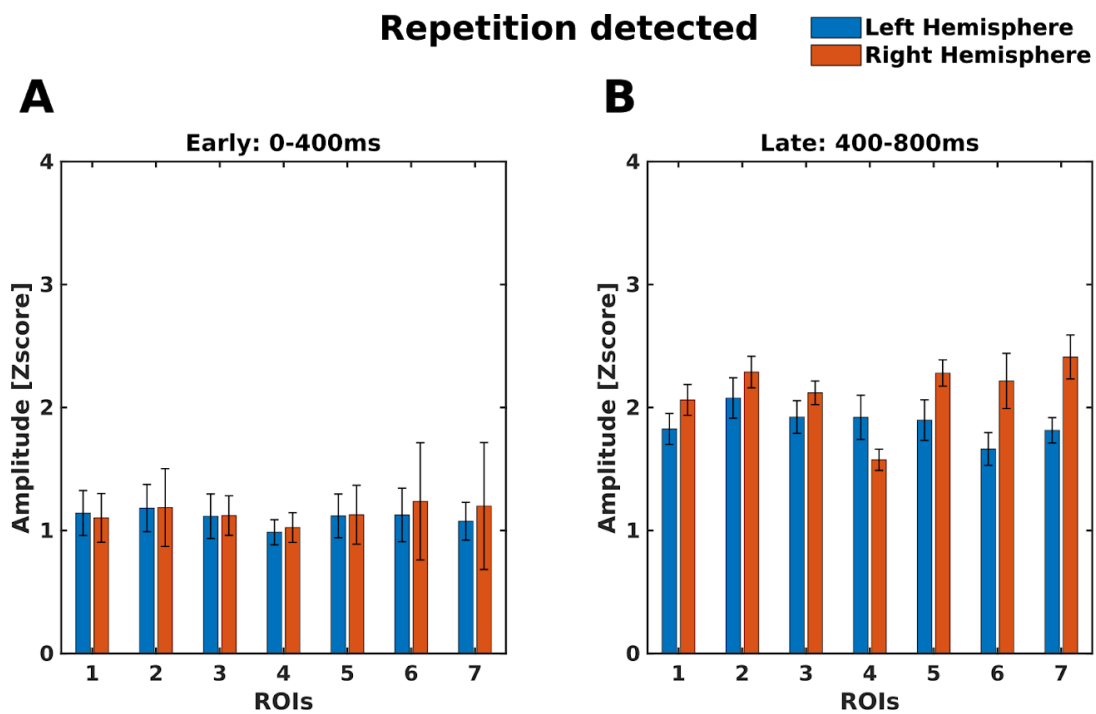 Repetition detected
Left Hemisphere
Right Hemisphere
A
Early: 0-400ms
Amplitude [Zscore]
4
3
2
1
0
1 2 3 4 5 6 7
ROIs
B
Late: 400-800ms
Amplitude [Zscore]
4
3
2
1
0
1 2 3 4 5 6 7
ROIs